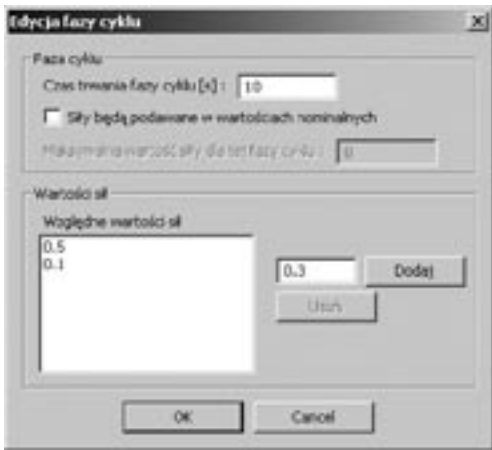 Edycja fazy cyklu
Faza cyklu
Czas trwania fazy cyklu [s] : 10
Siły będą podawane w wartościach nominalnych
Maksymalna wartość siły dla tej fazy cyklu : 0
Wartości sił
Względne wartości sił
0.5
0.1
0.3 Dodaj
Usuń
OK Cancel